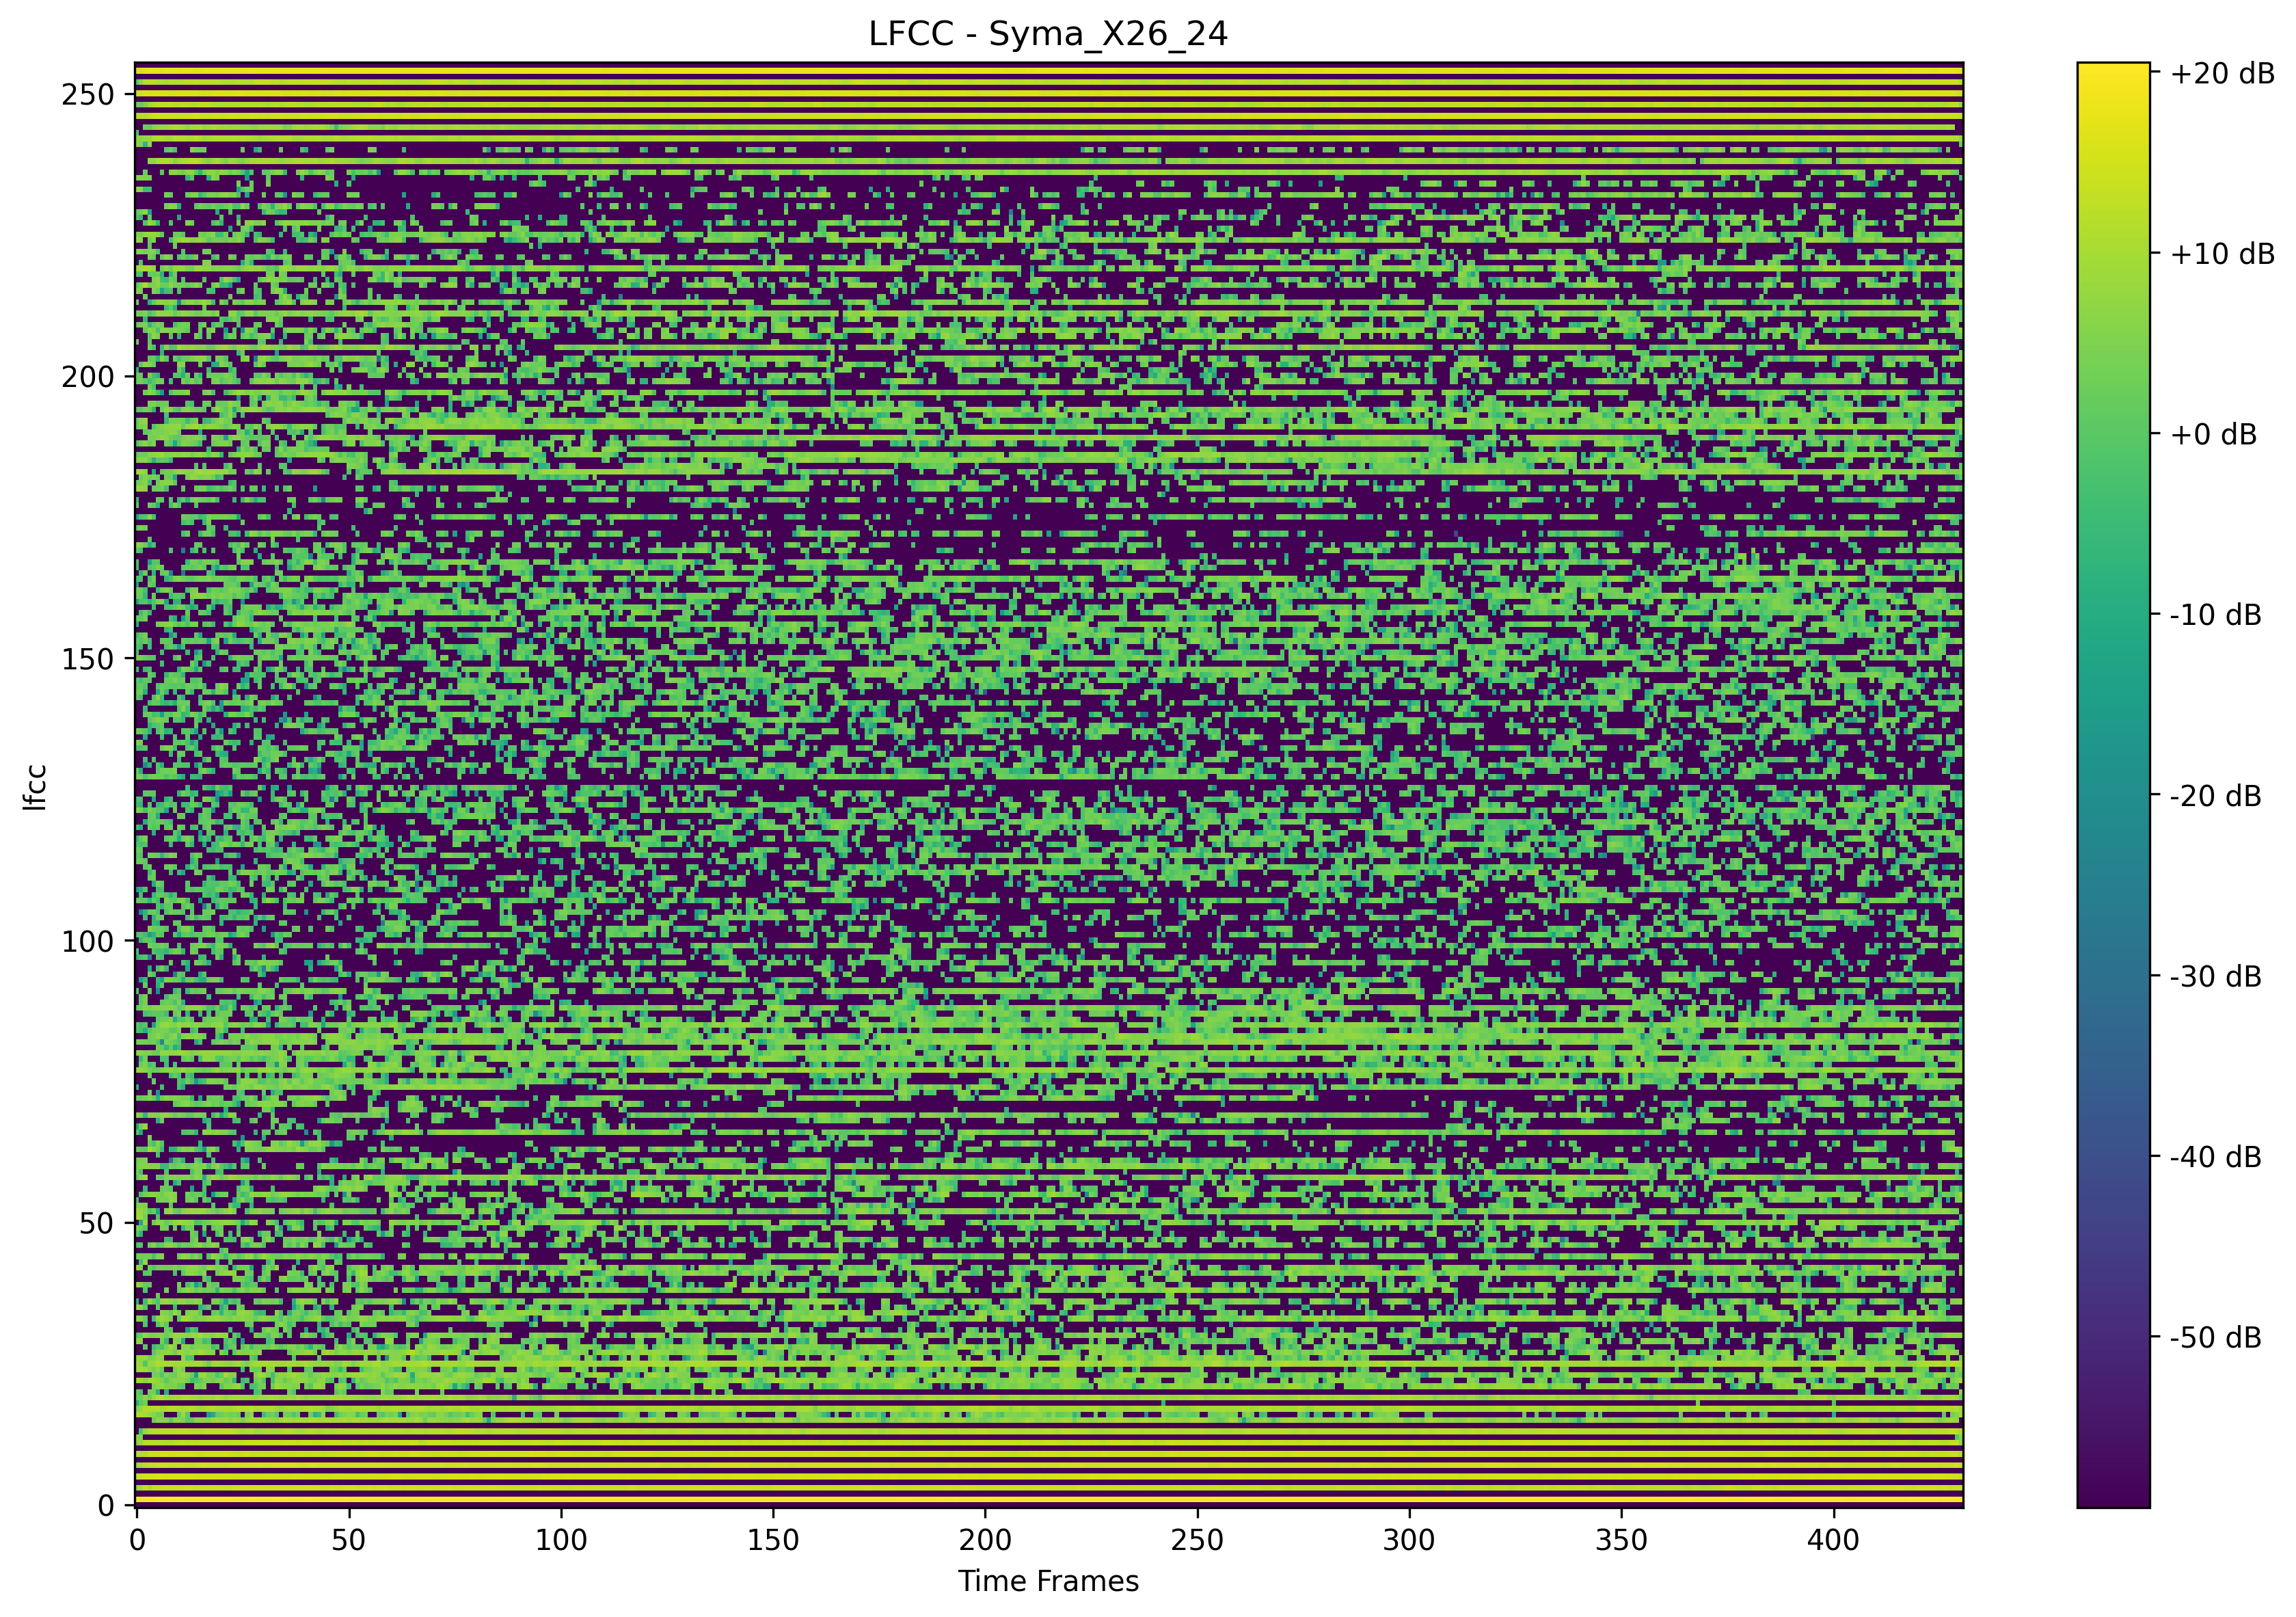 LFCC - Syma_X26_24
250
200
150
100
50
0
lfcc
0 50 100 150 200 250 300 350 400
Time Frames
+20 dB
+10 dB
+0 dB
-10 dB
-20 dB
-30 dB
-40 dB
-50 dB